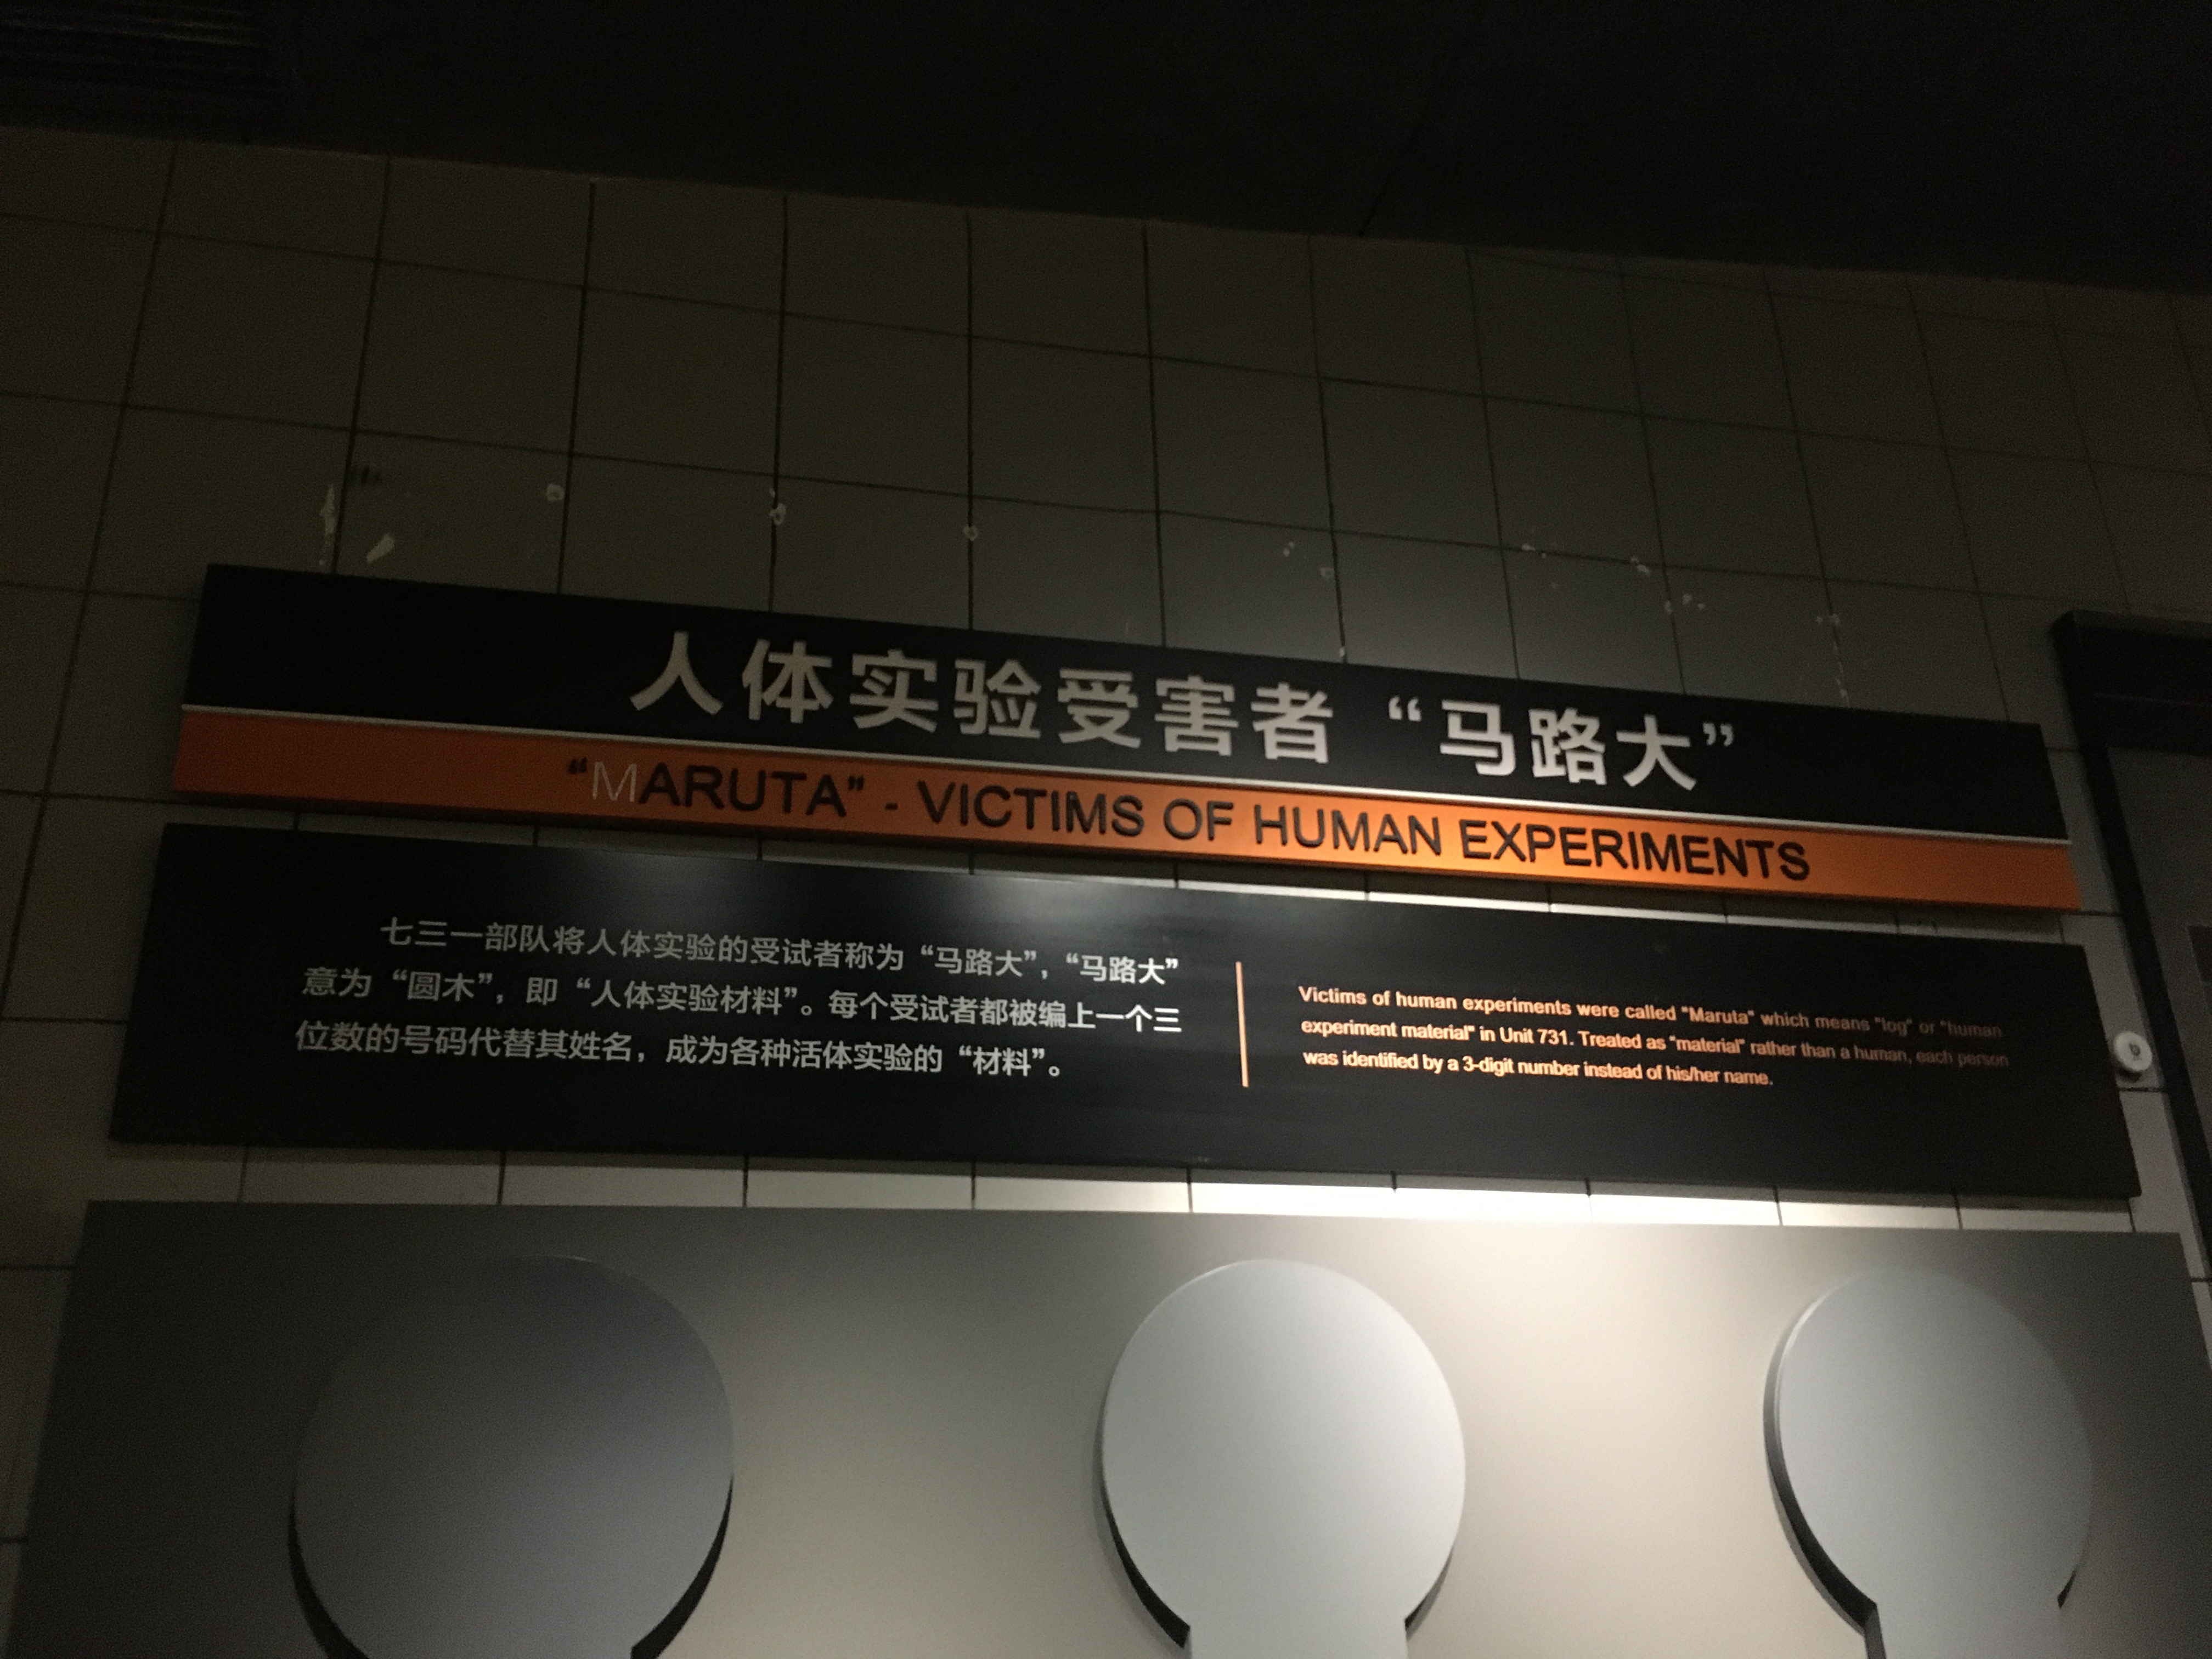 人体实验受害者 “马路大”
“MARUTA” - VICTIMS OF HUMAN EXPERIMENTS
七三一部队将人体实验的受试者称为“马路大”，“马路大”
意为“圆木”，即“人体实验材料”。每个受试者都被编上一个三
位数的号码代替其姓名，成为各种活体实验的“材料”。
Victims of human experiments were called "Maruta" which means "log" or "human
experiment material" in Unit 731. Treated as "material" rather than a human, each person
was identified by a 3-digit number instead of his/her name.